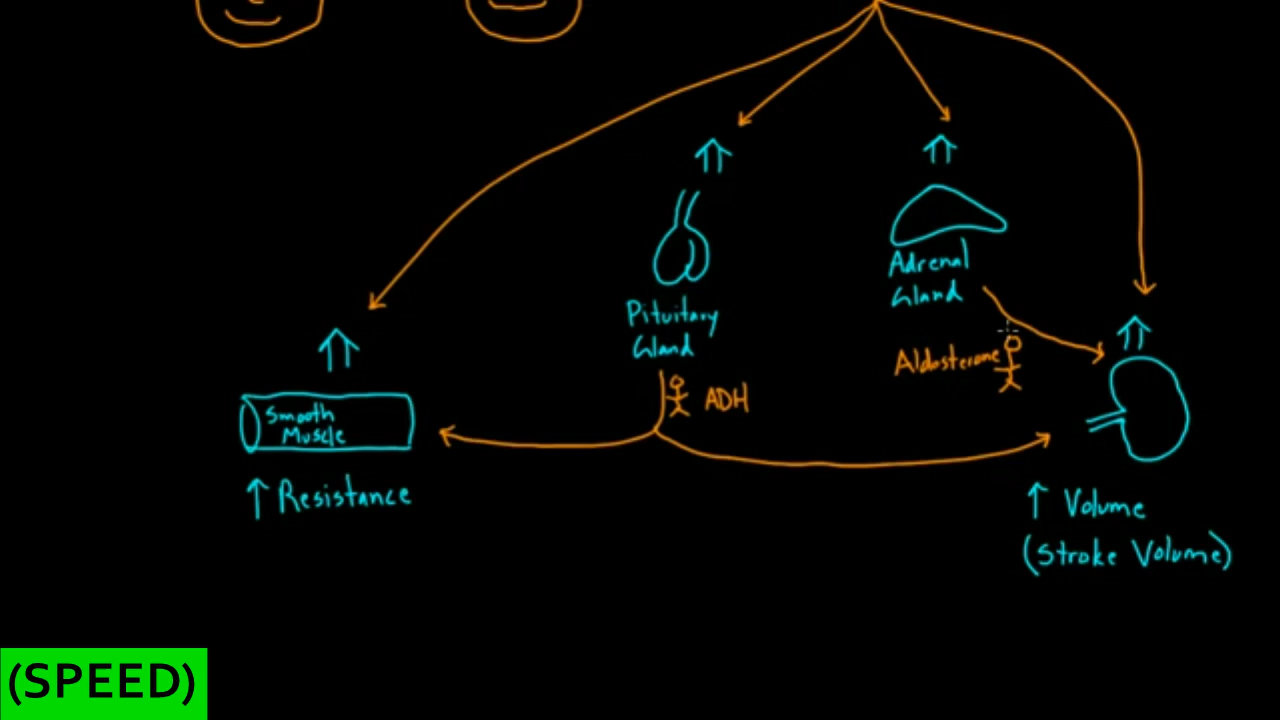 Adrenal
Gland
Pituitary
Gland
Aldosterone
ADH
Smooth
Muscle
↑ Resistance
↑ Volume
(Stroke Volume)
(SPEED)